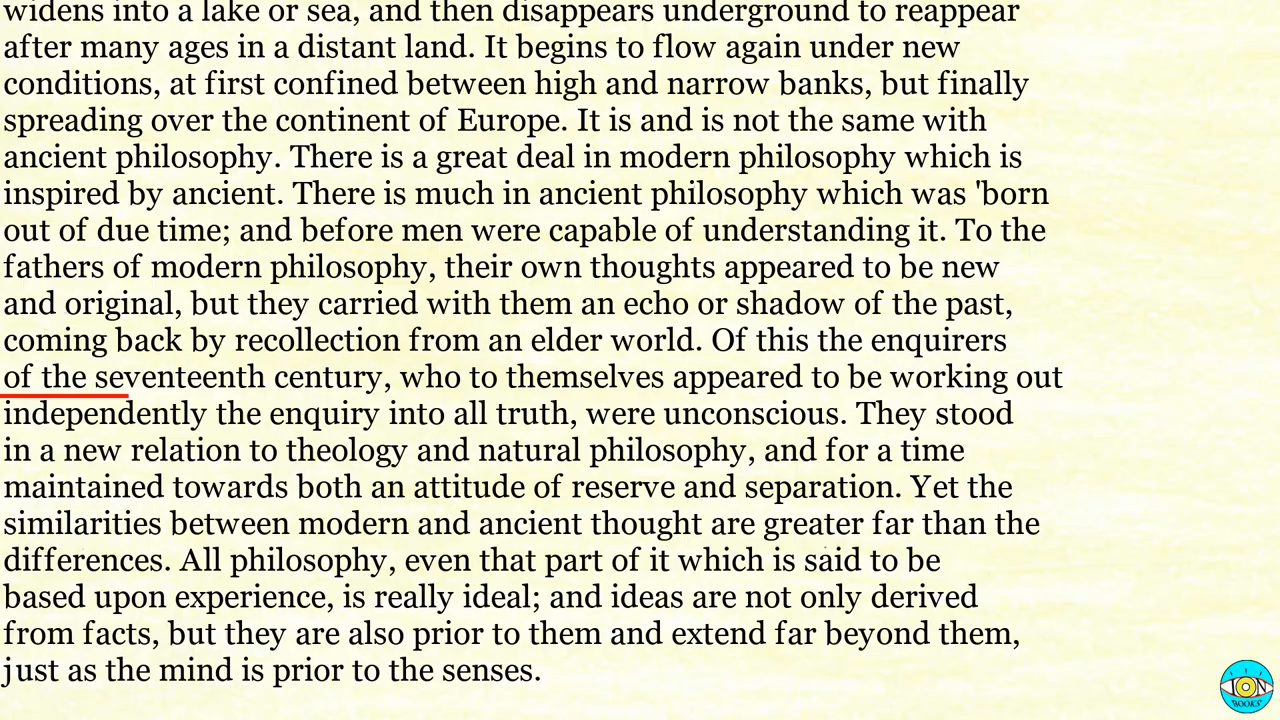 widens into a lake or sea, and then disappears underground to reappear
after many ages in a distant land. It begins to flow again under new
conditions, at first confined between high and narrow banks, but finally
spreading over the continent of Europe. It is and is not the same with
ancient philosophy. There is a great deal in modern philosophy which is
inspired by ancient. There is much in ancient philosophy which was 'born
out of due time; and before men were capable of understanding it. To the
fathers of modern philosophy, their own thoughts appeared to be new
and original, but they carried with them an echo or shadow of the past,
coming back by recollection from an elder world. Of this the enquirers
of the seventeenth century, who to themselves appeared to be working out
independently the enquiry into all truth, were unconscious. They stood
in a new relation to theology and natural philosophy, and for a time
maintained towards both an attitude of reserve and separation. Yet the
similarities between modern and ancient thought are greater far than the
differences. All philosophy, even that part of it which is said to be
based upon experience, is really ideal; and ideas are not only derived
from facts, but they are also prior to them and extend far beyond them,
just as the mind is prior to the senses.
ION
BOOKS